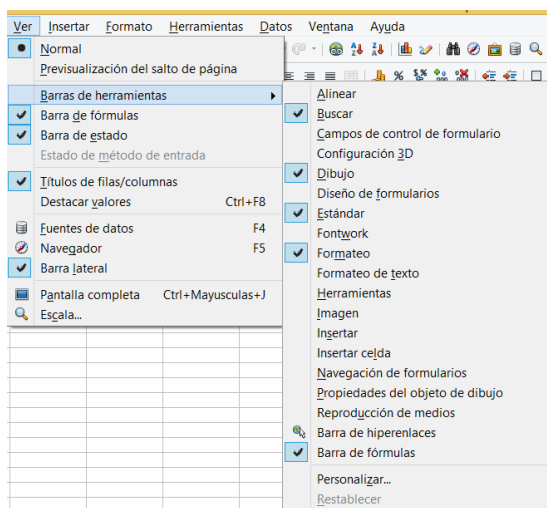 Ver Insertar Formato Herramientas Datos Ventana Ayuda
Normal
Previsualización del salto de página
Barras de herramientas
Barra de fórmulas
Barra de estado
Estado de método de entrada
Títulos de filas/columnas
Destacar valores Ctrl+F8
Fuentes de datos F4
Navegador F5
Barra lateral
Pantalla completa Ctrl+Mayusculas+J
Escala...
Alinear
Buscar
Campos de control de formulario
Configuración 3D
Dibujo
Diseño de formularios
Estándar
Fontwork
Formateo
Formateo de texto
Herramientas
Imagen
Insertar
Insertar celda
Navegación de formularios
Propiedades del objeto de dibujo
Reproducción de medios
Barra de hiperenlaces
Barra de fórmulas
Personalizar...
Restablecer